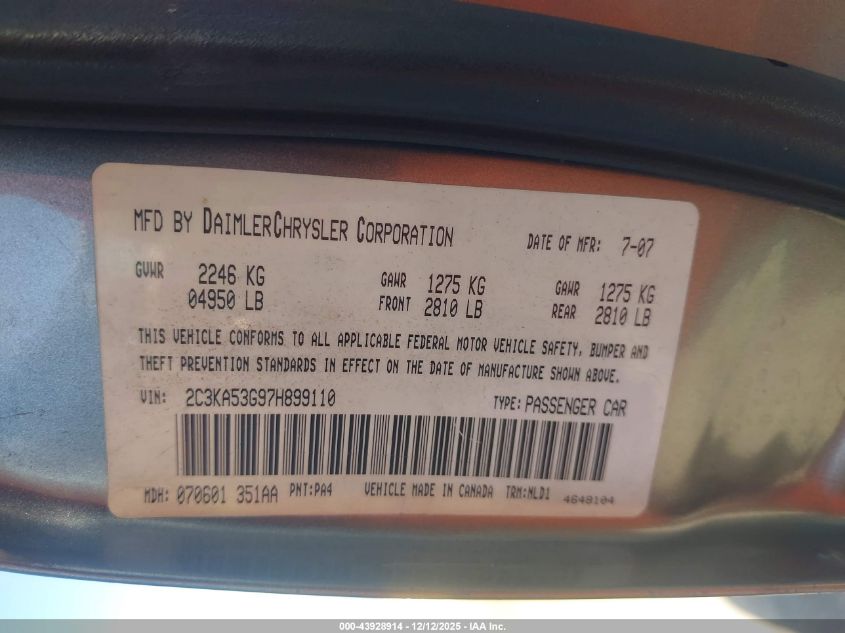 MFD BY DAIMLERCHRYSLER CORPORATION DATE OF MFR: 7-07
GVWR 2246 KG GAWR 1275 KG GAWR 1275 KG
04950 LB FRONT 2810 LB REAR 2810 LB
THIS VEHICLE CONFORMS TO ALL APPLICABLE FEDERAL MOTOR VEHICLE SAFETY, BUMPER AND
THEFT PREVENTION STANDARDS IN EFFECT ON THE DATE OF MANUFACTURE SHOWN ABOVE.
VIN: 2C3KA53G97H899110 TYPE: PASSENGER CAR
MDH: 070601 351AA PNT:PA4 VEHICLE MADE IN CANADA TRM:NLD1 4648104
000-43928914 - 12/12/2025 - IAA Inc.